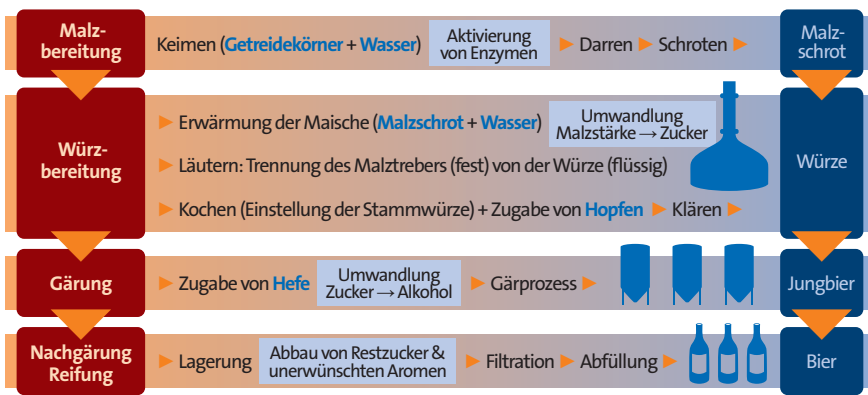 Malz-
bereitung
Keimen (Getreidekörner + Wasser)
Aktivierung
von Enzymen
Darren
Schroten
Malz-
schrot
Würz-
bereitung
Erwärmung der Maische (Malzschrot + Wasser)
Umwandlung
Malzstärke → Zucker
Läutern: Trennung des Malztrebers (fest) von der Würze (flüssig)
Kochen (Einstellung der Stammwürze) + Zugabe von Hopfen
Klären
Würze
Gärung
Zugabe von Hefe
Umwandlung
Zucker → Alkohol
Gärprozess
Jungbier
Nachgärung
Reifung
Lagerung
Abbau von Restzucker &
unerwünschten Aromen
Filtration
Abfüllung
Bier